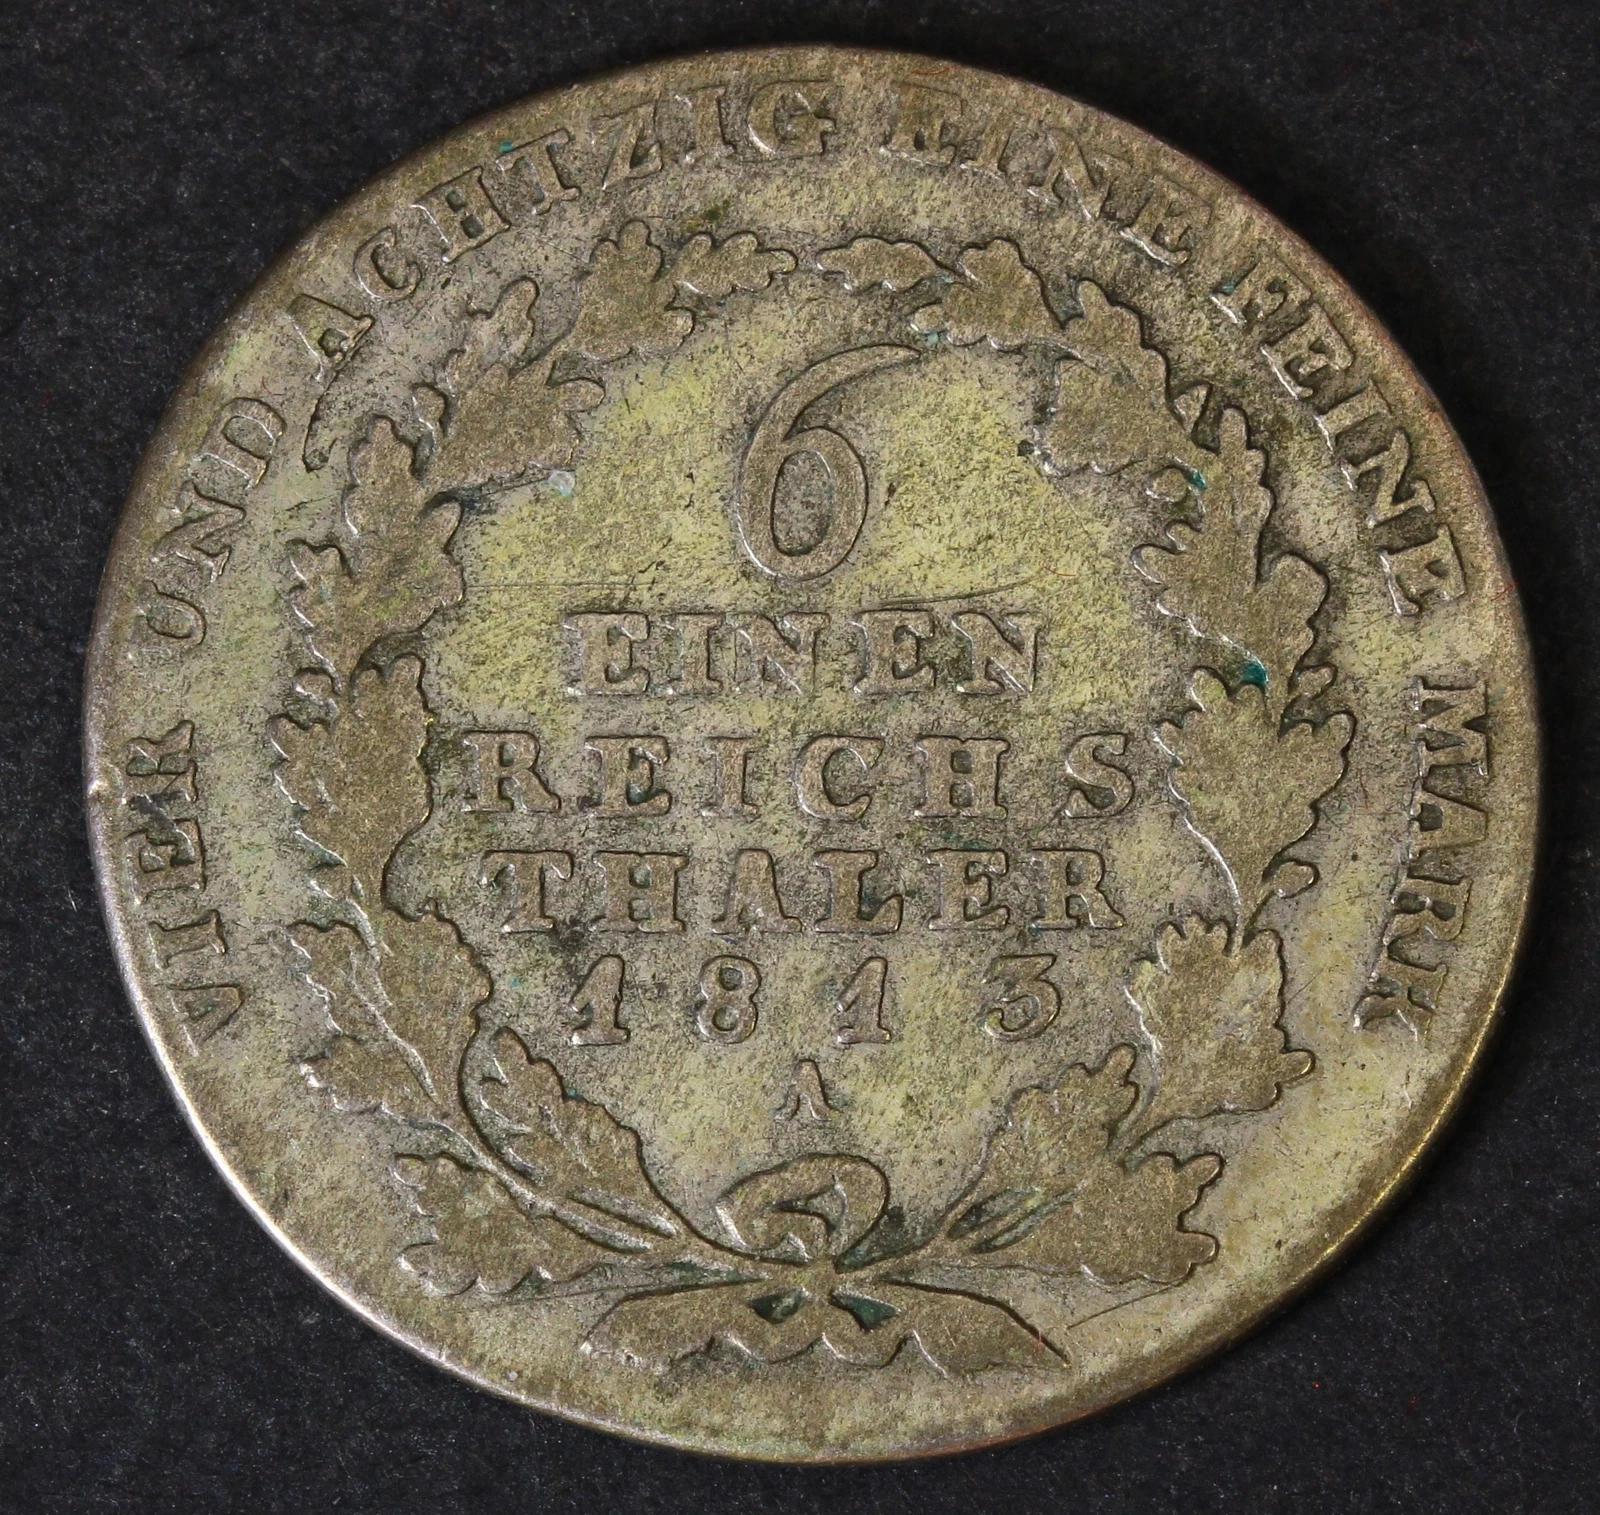 VIER UND ACHTZIG EINE FEINE MARK
6
EINEN
REICHS
THALER
1813
A